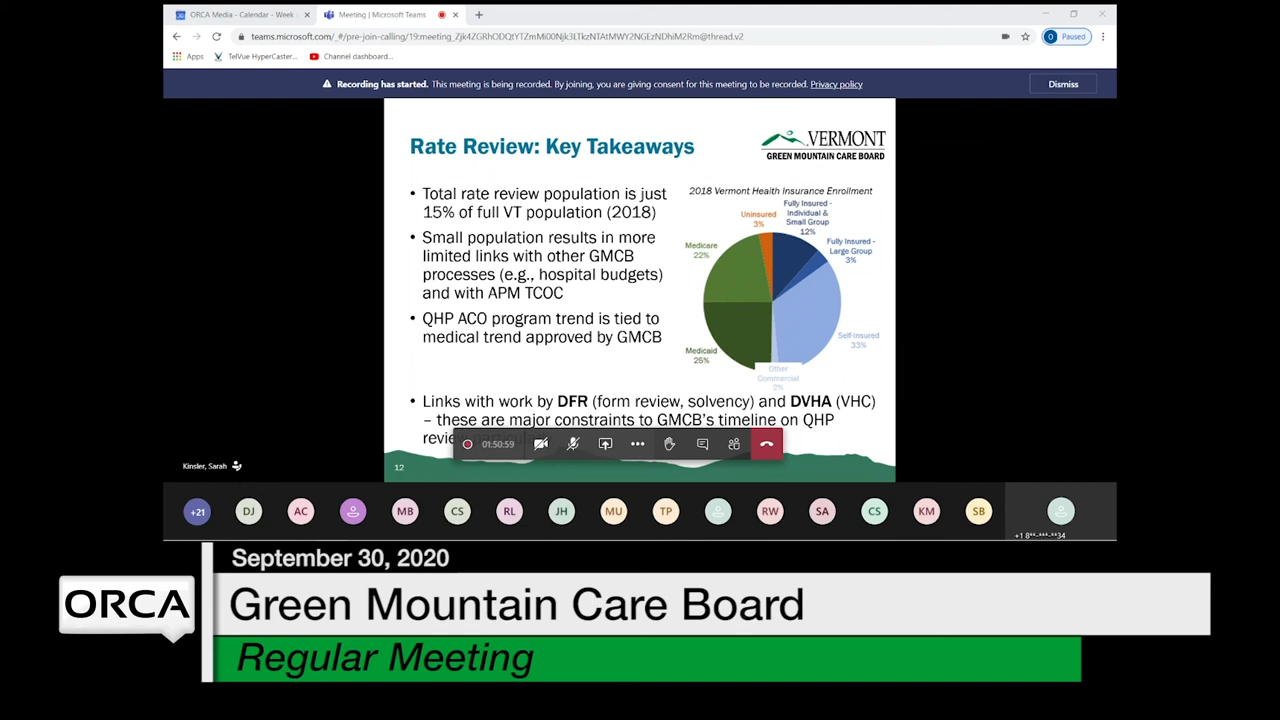 ORCA Media - Calendar - Week
Meeting | Microsoft Teams
teams.microsoft.com/_#/pre-join-calling/19:meeting_Zjk4ZGRhODQtYTZmMi00Njk3LTkzNTAtMWY2NGEzNDhiM2Rm@thread.v2
O Paused
Apps
TelVue HyperCaster...
Channel dashboard...
Recording has started. This meeting is being recorded. By joining, you are giving consent for this meeting to be recorded. Privacy policy
Dismiss
Rate Review: Key Takeaways
VERMONT
GREEN MOUNTAIN CARE BOARD
• Total rate review population is just
15% of full VT population (2018)
• Small population results in more
limited links with other GMCB
processes (e.g., hospital budgets)
and with APM TCOC
• QHP ACO program trend is tied to
medical trend approved by GMCB
2018 Vermont Health Insurance Enrollment
Uninsured
3%
Fully Insured -
Individual &
Small Group
12%
Fully Insured -
Large Group
3%
Medicare
22%
Self-Insured
33%
Medicaid
25%
Other
Commercial
2%
• Links with work by DFR (form review, solvency) and DVHA (VHC)
– these are major constraints to GMCB's timeline on QHP
01:50:59
12
Kinsler, Sarah
+21
DJ
AC
MB
CS
RL
JH
MU
TP
RW
SA
CS
KM
SB
+1 8**-***-**34
September 30, 2020
ORCA
Green Mountain Care Board
Regular Meeting